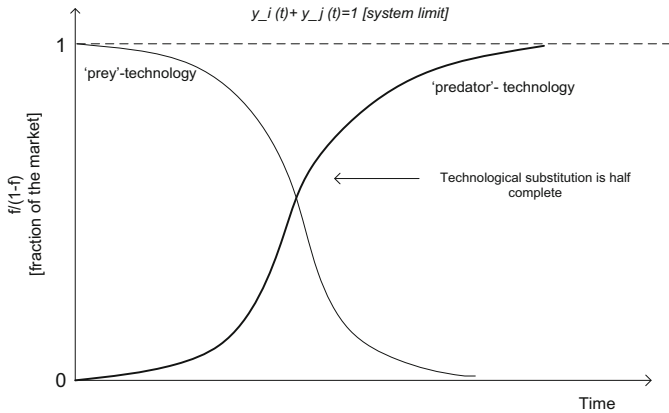 y_i (t)+ y_j (t)=1 [system limit]
1
‘prey’-technology
‘predator’- technology
f/(1-f)
[fraction of the market]
Technological substitution is half
complete
0
Time